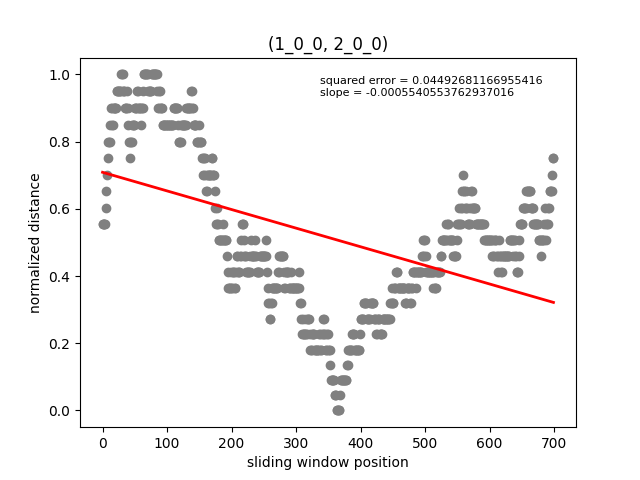 (1_0_0, 2_0_0)
squared error = 0.04492681166955416
slope = -0.0005540553762937016
1.0
0.8
0.6
0.4
0.2
0.0
normalized distance
0 100 200 300 400 500 600 700
sliding window position